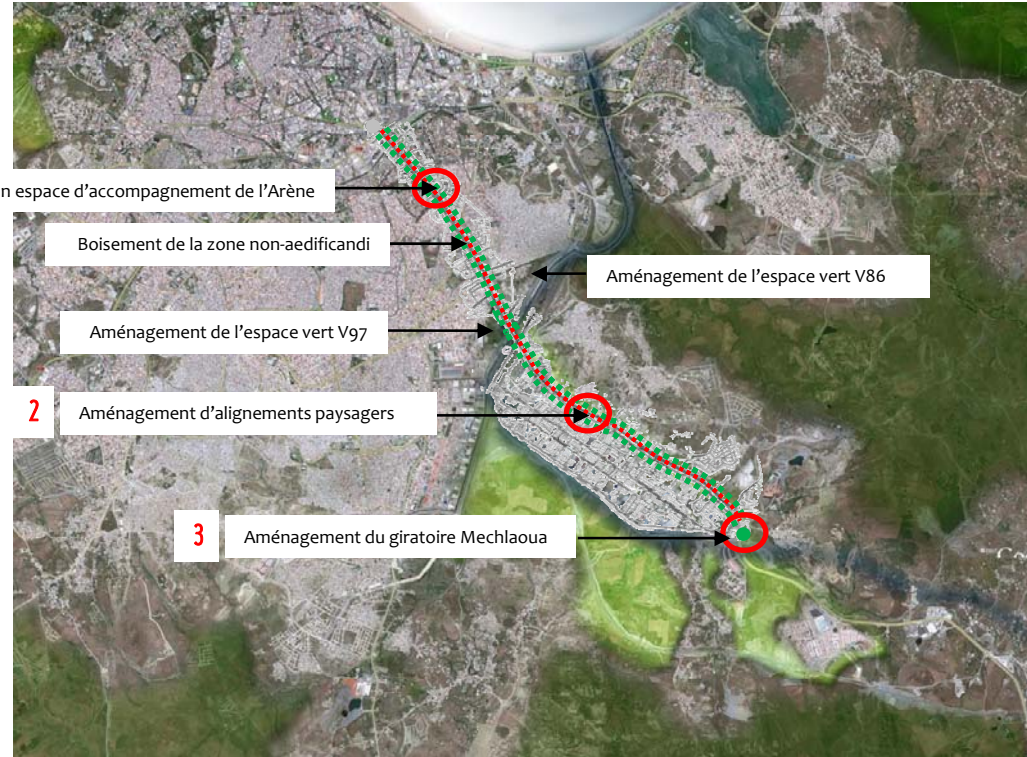 n espace d'accompagnement de l'Arène
Boisement de la zone non-aedificandi
Aménagement de l'espace vert V86
Aménagement de l'espace vert V97
2 Aménagement d'alignements paysagers
3 Aménagement du giratoire Mechlaoua